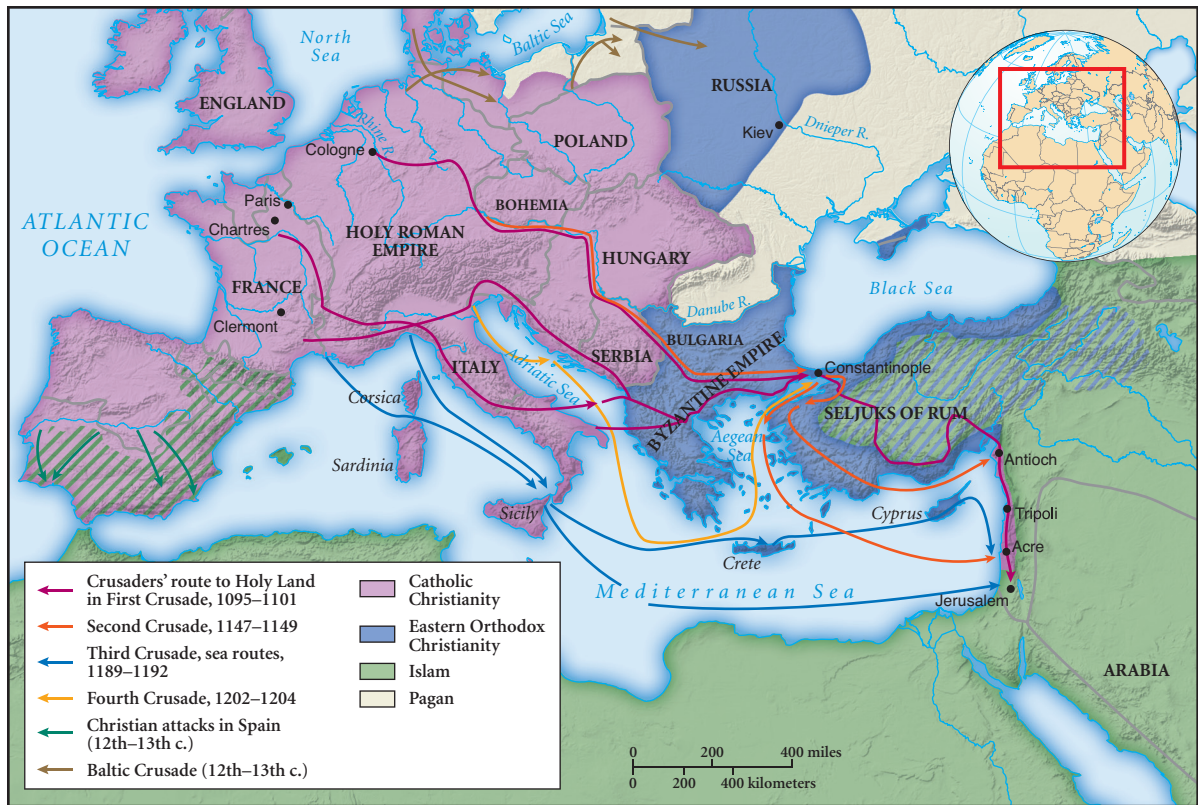 North
Sea
Baltic Sea
ENGLAND
RUSSIA
Kiev
Dnieper R.
POLAND
Rhine R.
Cologne
Paris
Chartres
BOHEMIA
ATLANTIC
OCEAN
HOLY ROMAN
EMPIRE
HUNGARY
FRANCE
Clermont
Danube R.
Black Sea
BULGARIA
SERBIA
ITALY
Adriatic Sea
BYZANTINE EMPIRE
Constantinople
Corsica
SELJUKS OF RUM
Aegean
Sea
Sardinia
Antioch
Sicily
Cyprus
Tripoli
Crete
Acre
Mediterranean Sea
Jerusalem
ARABIA
Crusaders' route to Holy Land
in First Crusade, 1095–1101
Second Crusade, 1147–1149
Third Crusade, sea routes,
1189–1192
Fourth Crusade, 1202–1204
Christian attacks in Spain
(12th–13th c.)
Baltic Crusade (12th–13th c.)
Catholic
Christianity
Eastern Orthodox
Christianity
Islam
Pagan
0 200 400 miles
0 200 400 kilometers